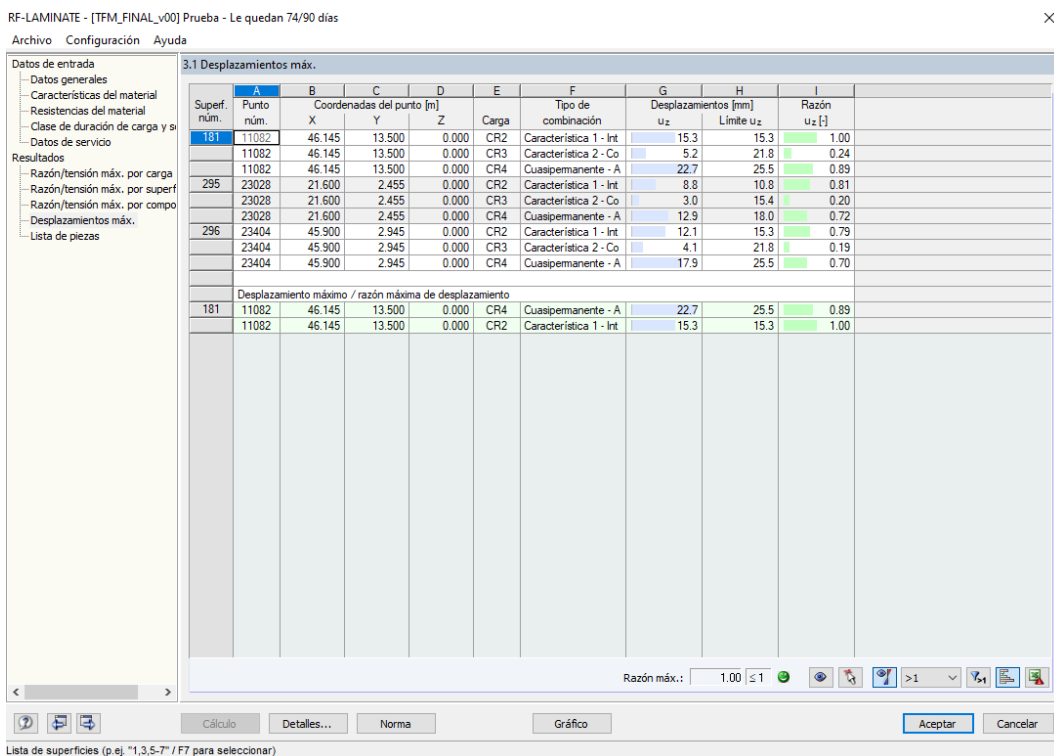 RF-LAMINATE - [TFM_FINAL_v00] Prueba - Le quedan 74/90 días
Archivo Configuración Ayuda
Datos de entrada
Datos generales
Características del material
Resistencias del material
Clase de duración de carga y s
Datos de servicio
Resultados
Razón/tensión máx. por carga
Razón/tensión máx. por superf
Razón/tensión máx. por compo
Desplazamientos máx.
Lista de piezas
3.1 Desplazamientos máx.
A B C D E F G H I
Superf. Punto Coordenadas del punto [m] Tipo de Desplazamientos [mm] Razón
núm. núm. X Y Z Carga combinación uz Límite uz uz [-]
181 11082 46.145 13.500 0.000 CR2 Característica 1 - Int 15.3 15.3 1.00
11082 46.145 13.500 0.000 CR3 Característica 2 - Co 5.2 21.8 0.24
11082 46.145 13.500 0.000 CR4 Cuasipermanente - A 22.7 25.5 0.89
295 23028 21.600 2.455 0.000 CR2 Característica 1 - Int 8.8 10.8 0.81
23028 21.600 2.455 0.000 CR3 Característica 2 - Co 3.0 15.4 0.20
23028 21.600 2.455 0.000 CR4 Cuasipermanente - A 12.9 18.0 0.72
296 23404 45.900 2.945 0.000 CR2 Característica 1 - Int 12.1 15.3 0.79
23404 45.900 2.945 0.000 CR3 Característica 2 - Co 4.1 21.8 0.19
23404 45.900 2.945 0.000 CR4 Cuasipermanente - A 17.9 25.5 0.70
Desplazamiento máximo / razón máxima de desplazamiento
181 11082 46.145 13.500 0.000 CR4 Cuasipermanente - A 22.7 25.5 0.89
11082 46.145 13.500 0.000 CR2 Característica 1 - Int 15.3 15.3 1.00
Razón máx.: 1.00 ≤ 1 >1
Cálculo Detalles... Norma Gráfico Aceptar Cancelar
Lista de superficies (p.ej. "1,3,5-7" / F7 para seleccionar)